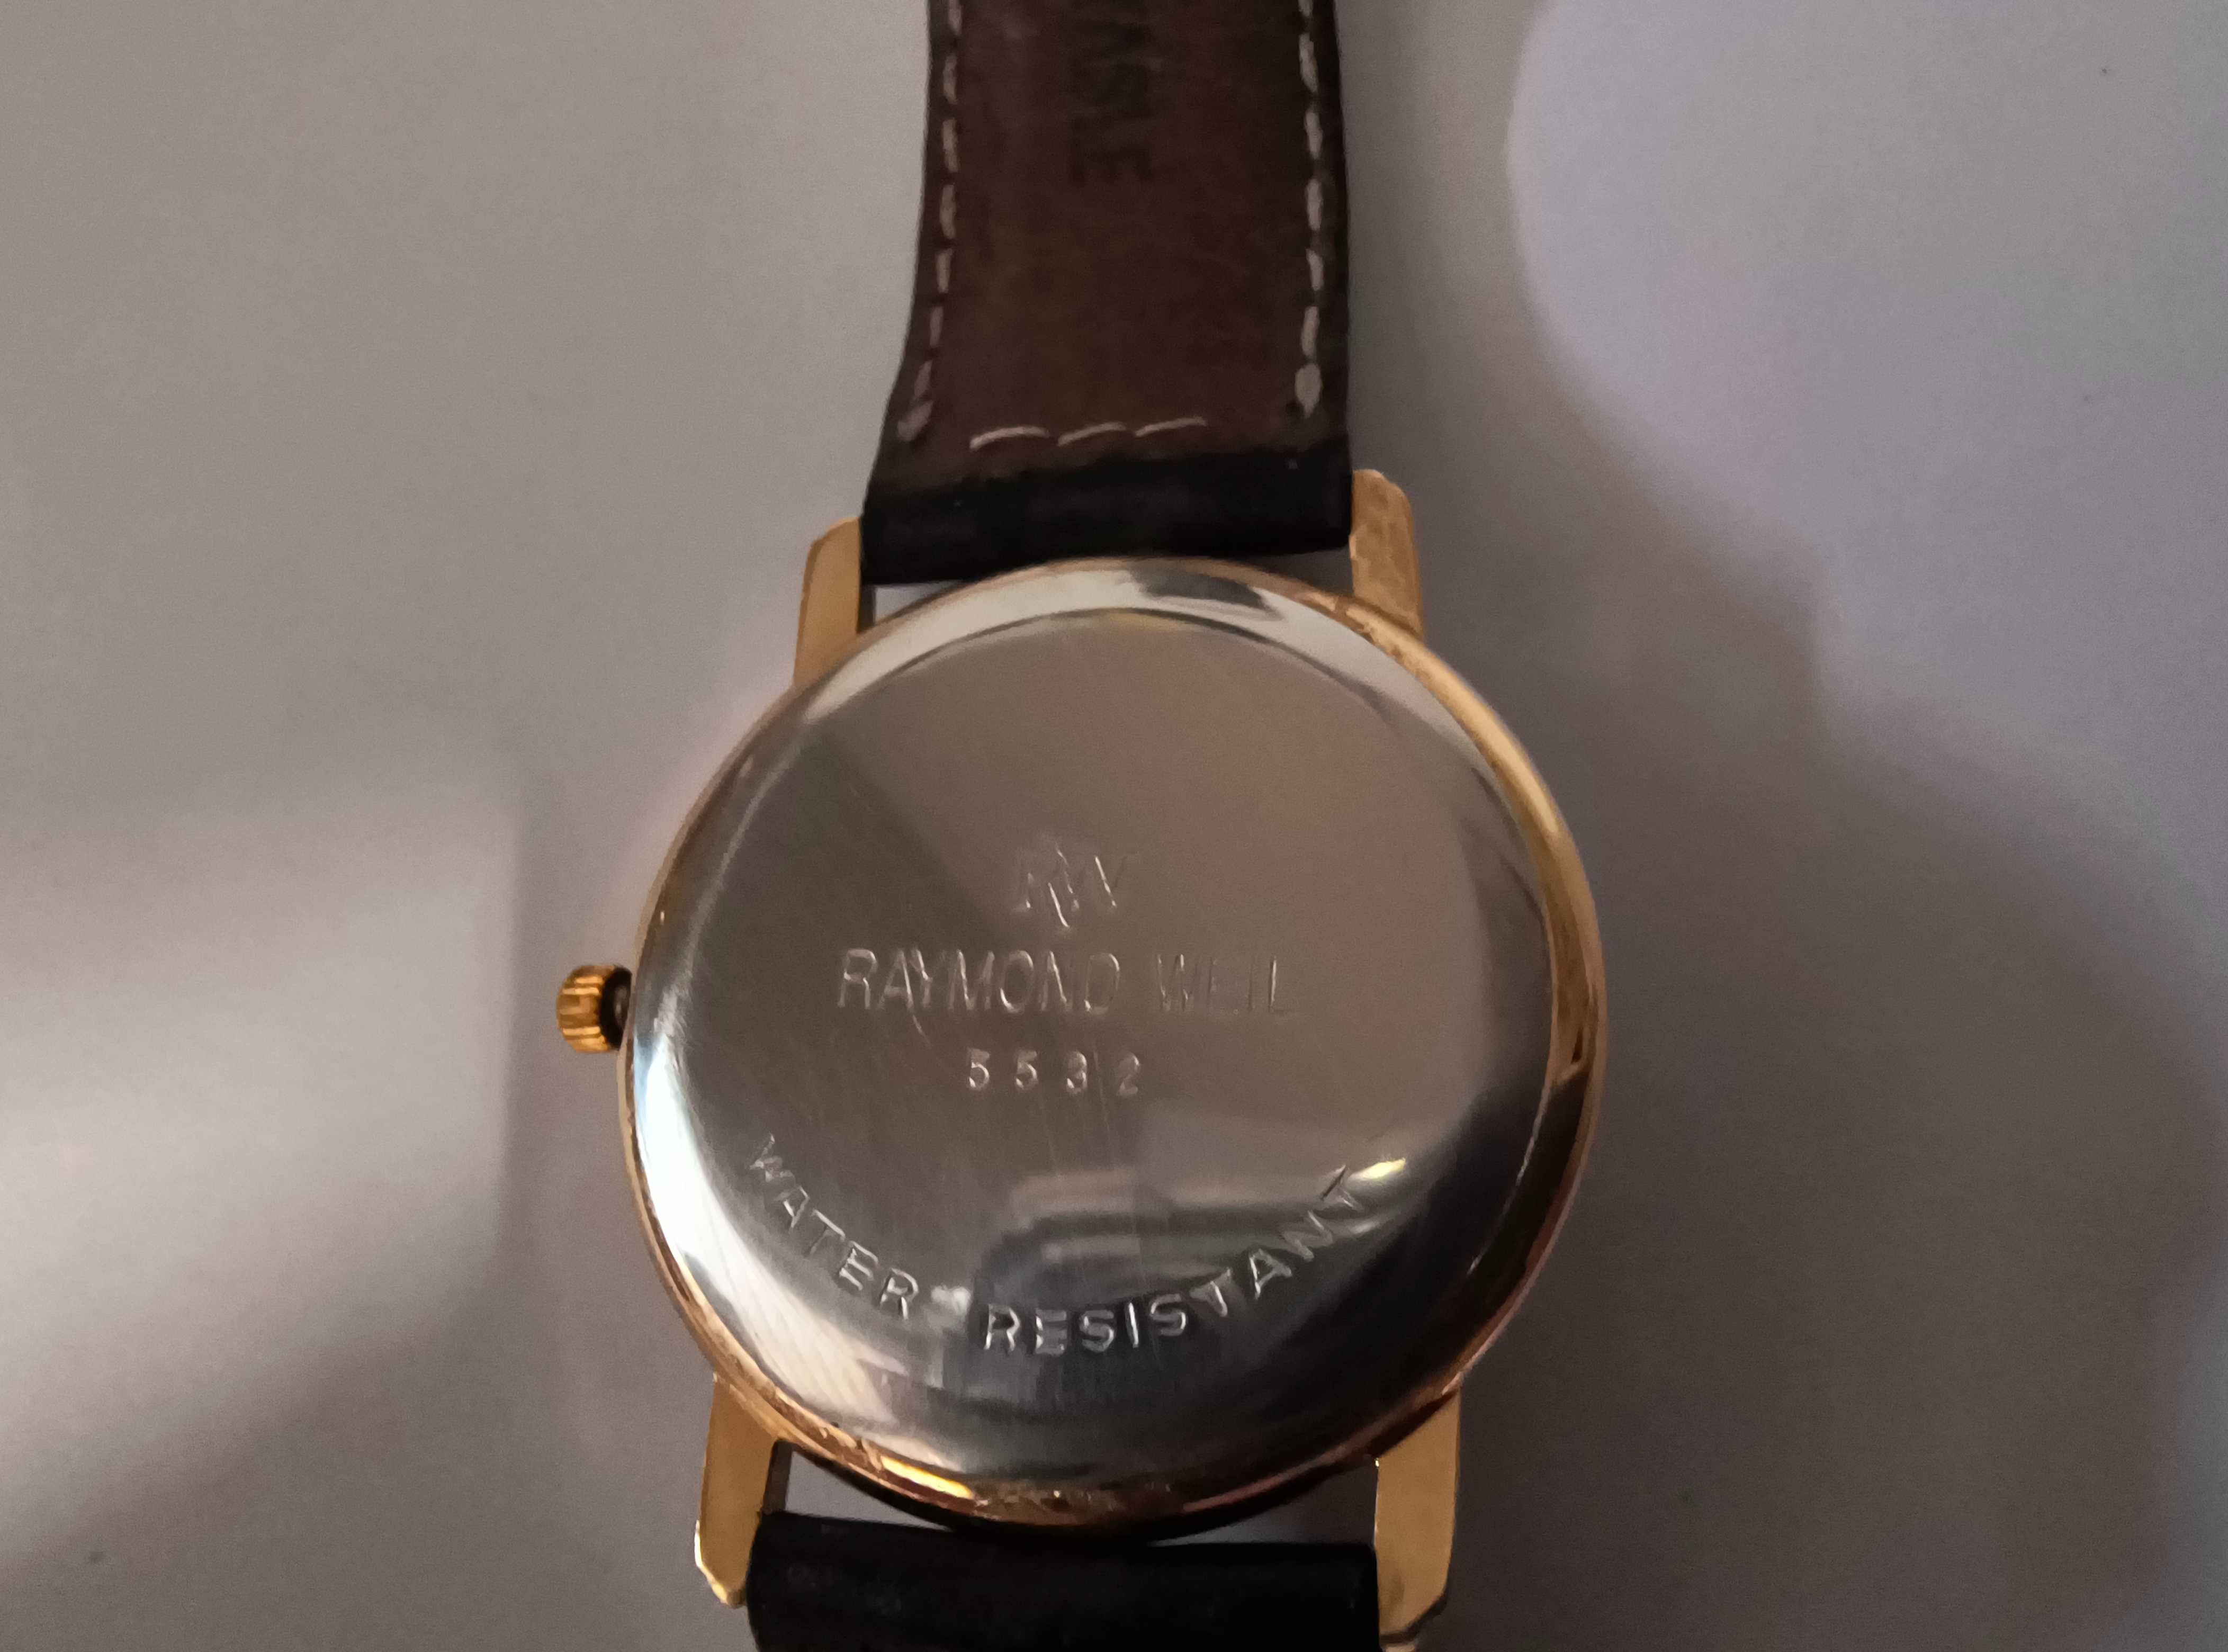 RW
RAYMOND WEIL
5532
WATER RESISTANT